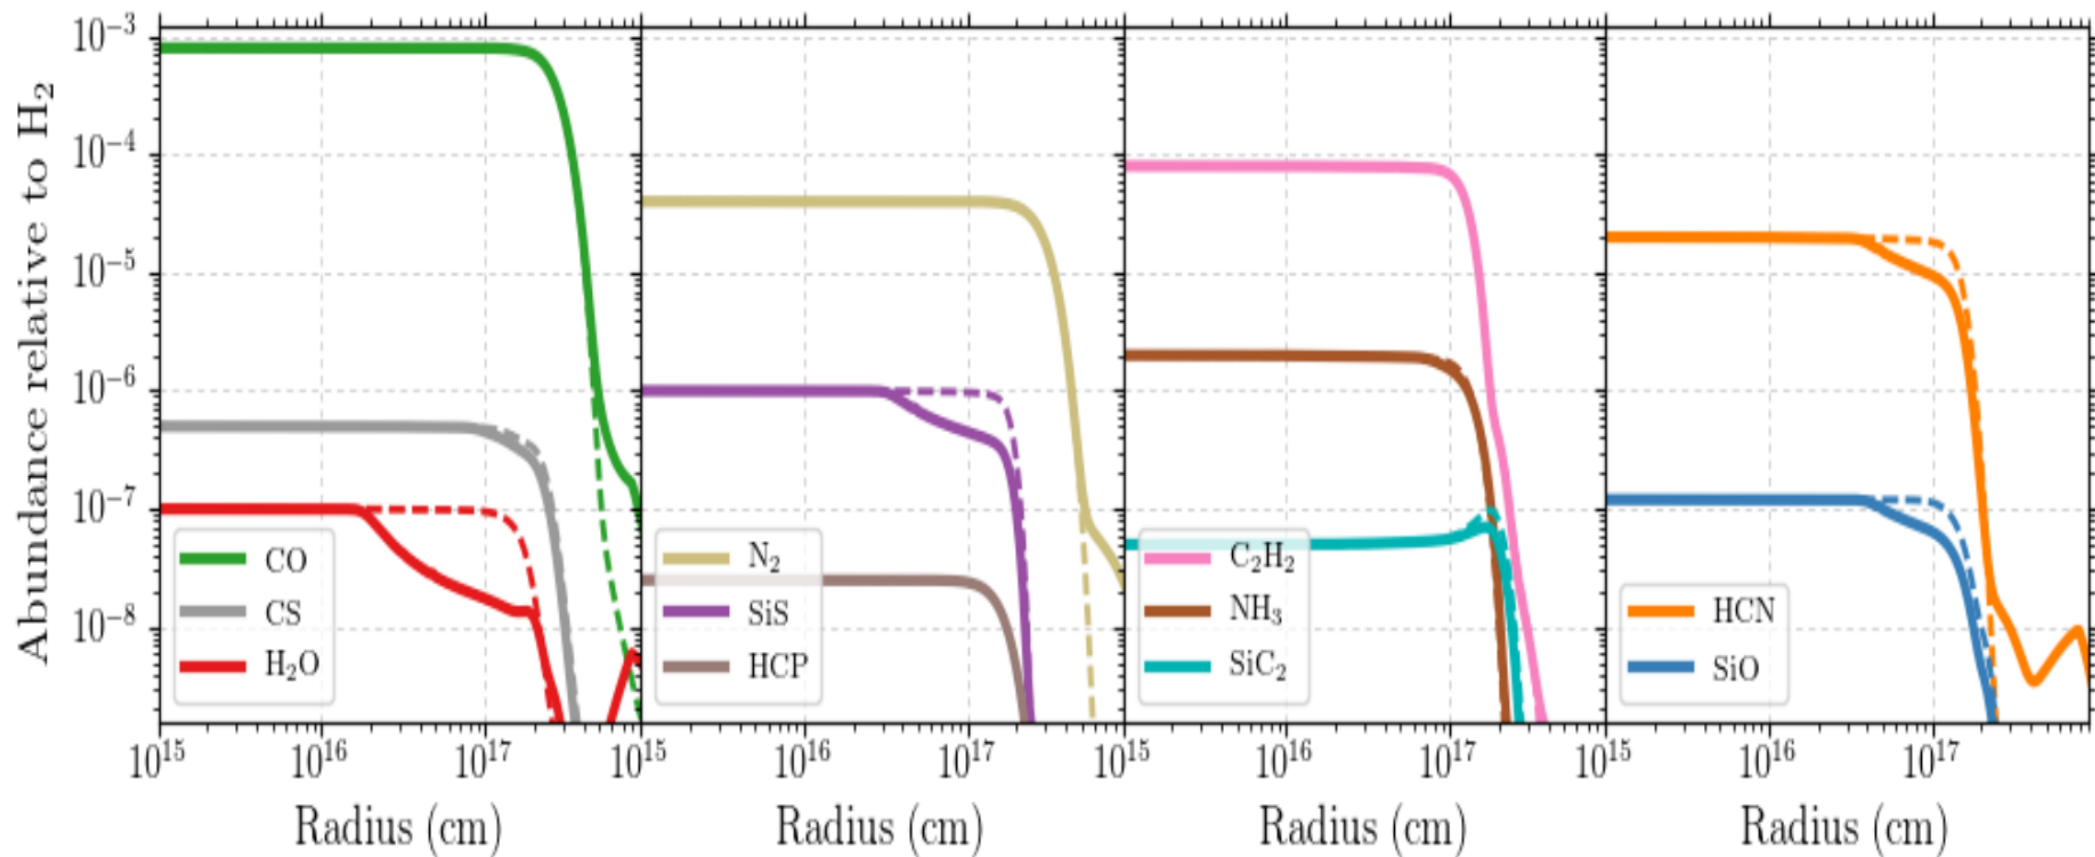 Abundance relative to H₂
10⁻³
10⁻⁴
10⁻⁵
10⁻⁶
10⁻⁷
10⁻⁸
CO
CS
H₂O
N₂
SiS
HCP
C₂H₂
NH₃
SiC₂
HCN
SiO
10¹⁵ 10¹⁶ 10¹⁷ 10¹⁵ 10¹⁶ 10¹⁷ 10¹⁵ 10¹⁶ 10¹⁷ 10¹⁵ 10¹⁶ 10¹⁷
Radius (cm) Radius (cm) Radius (cm) Radius (cm)